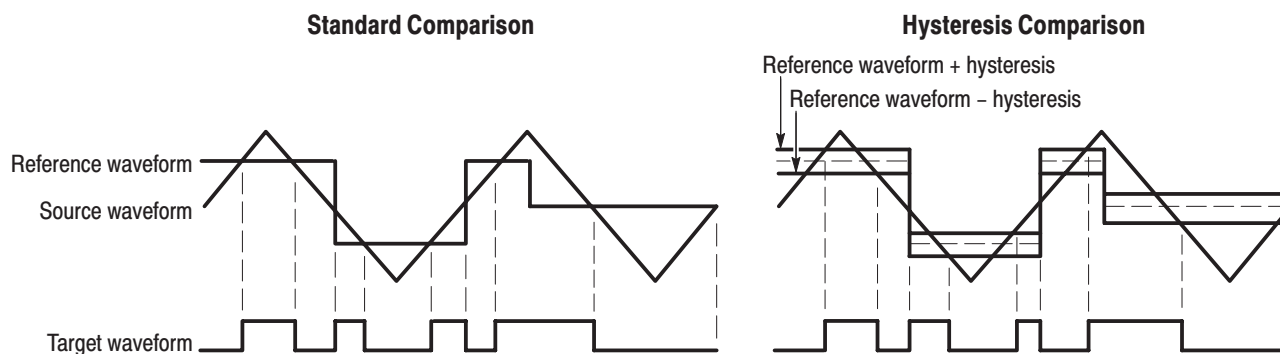 Standard Comparison
Hysteresis Comparison
Reference waveform + hysteresis
Reference waveform – hysteresis
Reference waveform
Source waveform
Target waveform